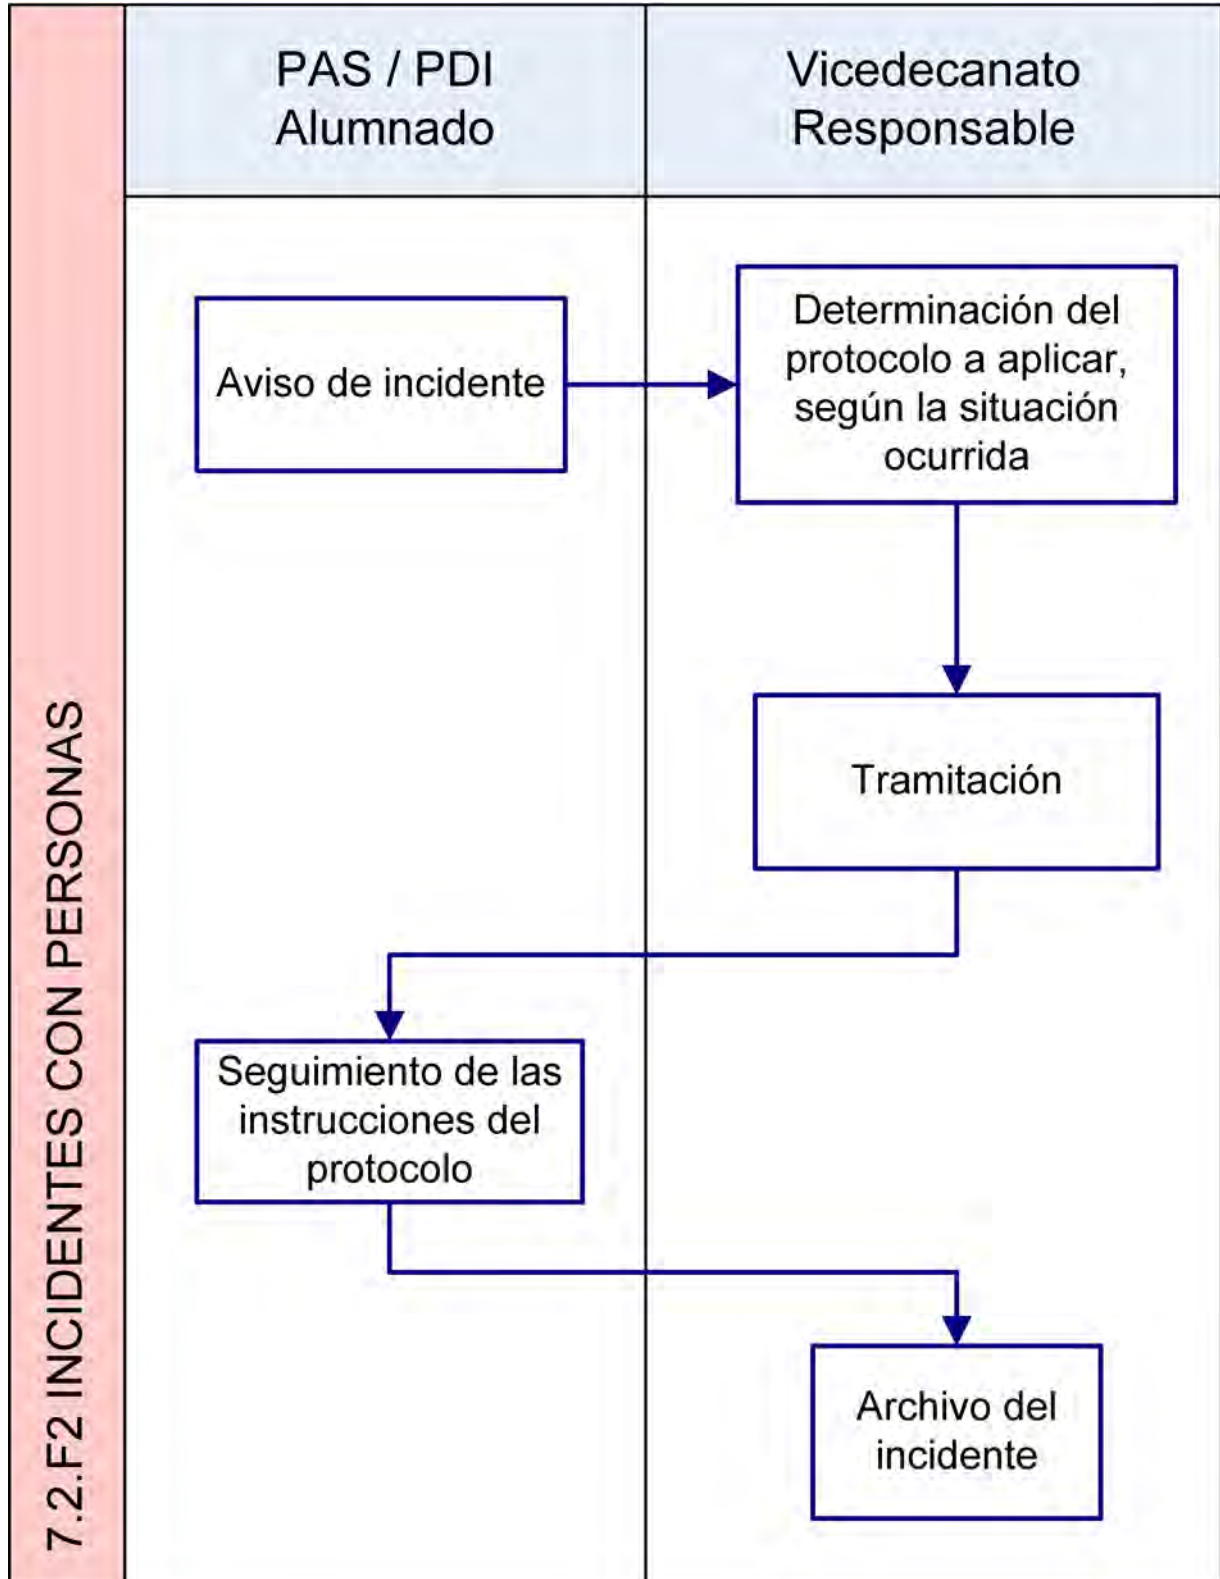 7.2.F2 INCIDENTES CON PERSONAS
PAS / PDI
Alumnado
Vicedecanato
Responsable
Aviso de incidente
Determinación del
protocolo a aplicar,
según la situación
ocurrida
Tramitación
Seguimiento de las
instrucciones del
protocolo
Archivo del
incidente